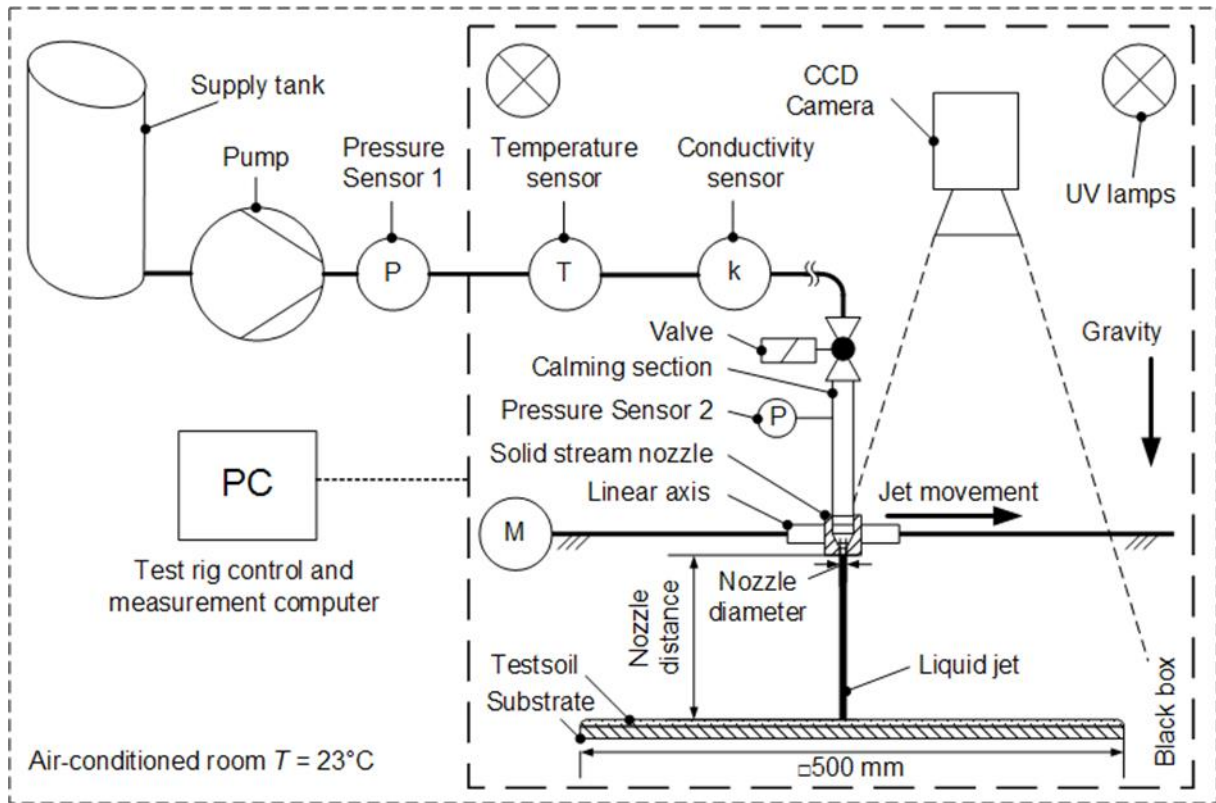 Supply tank
Pump
Pressure
Sensor 1
P
Temperature
sensor
T
Conductivity
sensor
k
CCD
Camera
UV lamps
Valve
Calming section
Pressure Sensor 2
P
Solid stream nozzle
Linear axis
Gravity
Jet movement
PC
M
Test rig control and
measurement computer
Nozzle
diameter
Nozzle
distance
Testsoil
Substrate
Liquid jet
Black box
Air-conditioned room T = 23°C
□500 mm